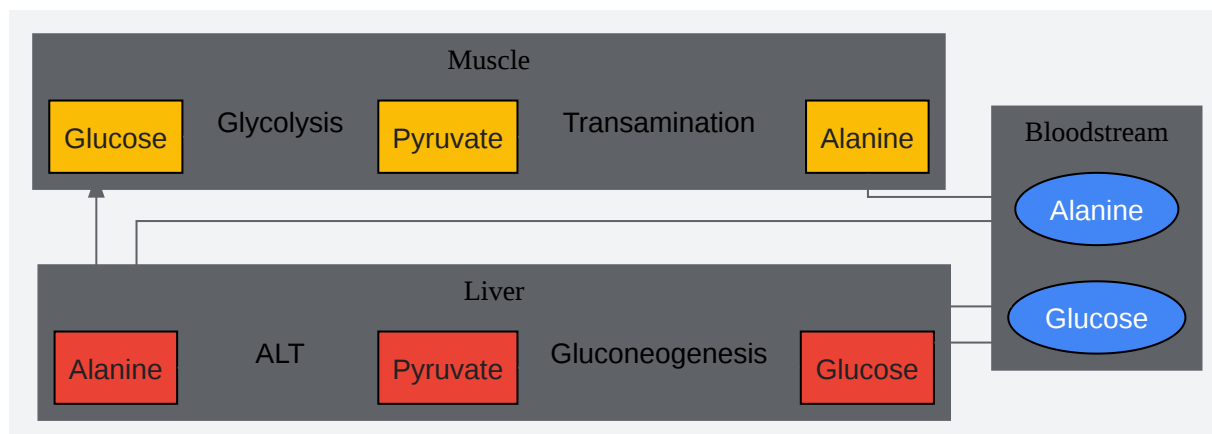 Muscle
Glucose
Glycolysis
Pyruvate
Transamination
Alanine
Bloodstream
Alanine
Glucose
Liver
Alanine
ALT
Pyruvate
Gluconeogenesis
Glucose